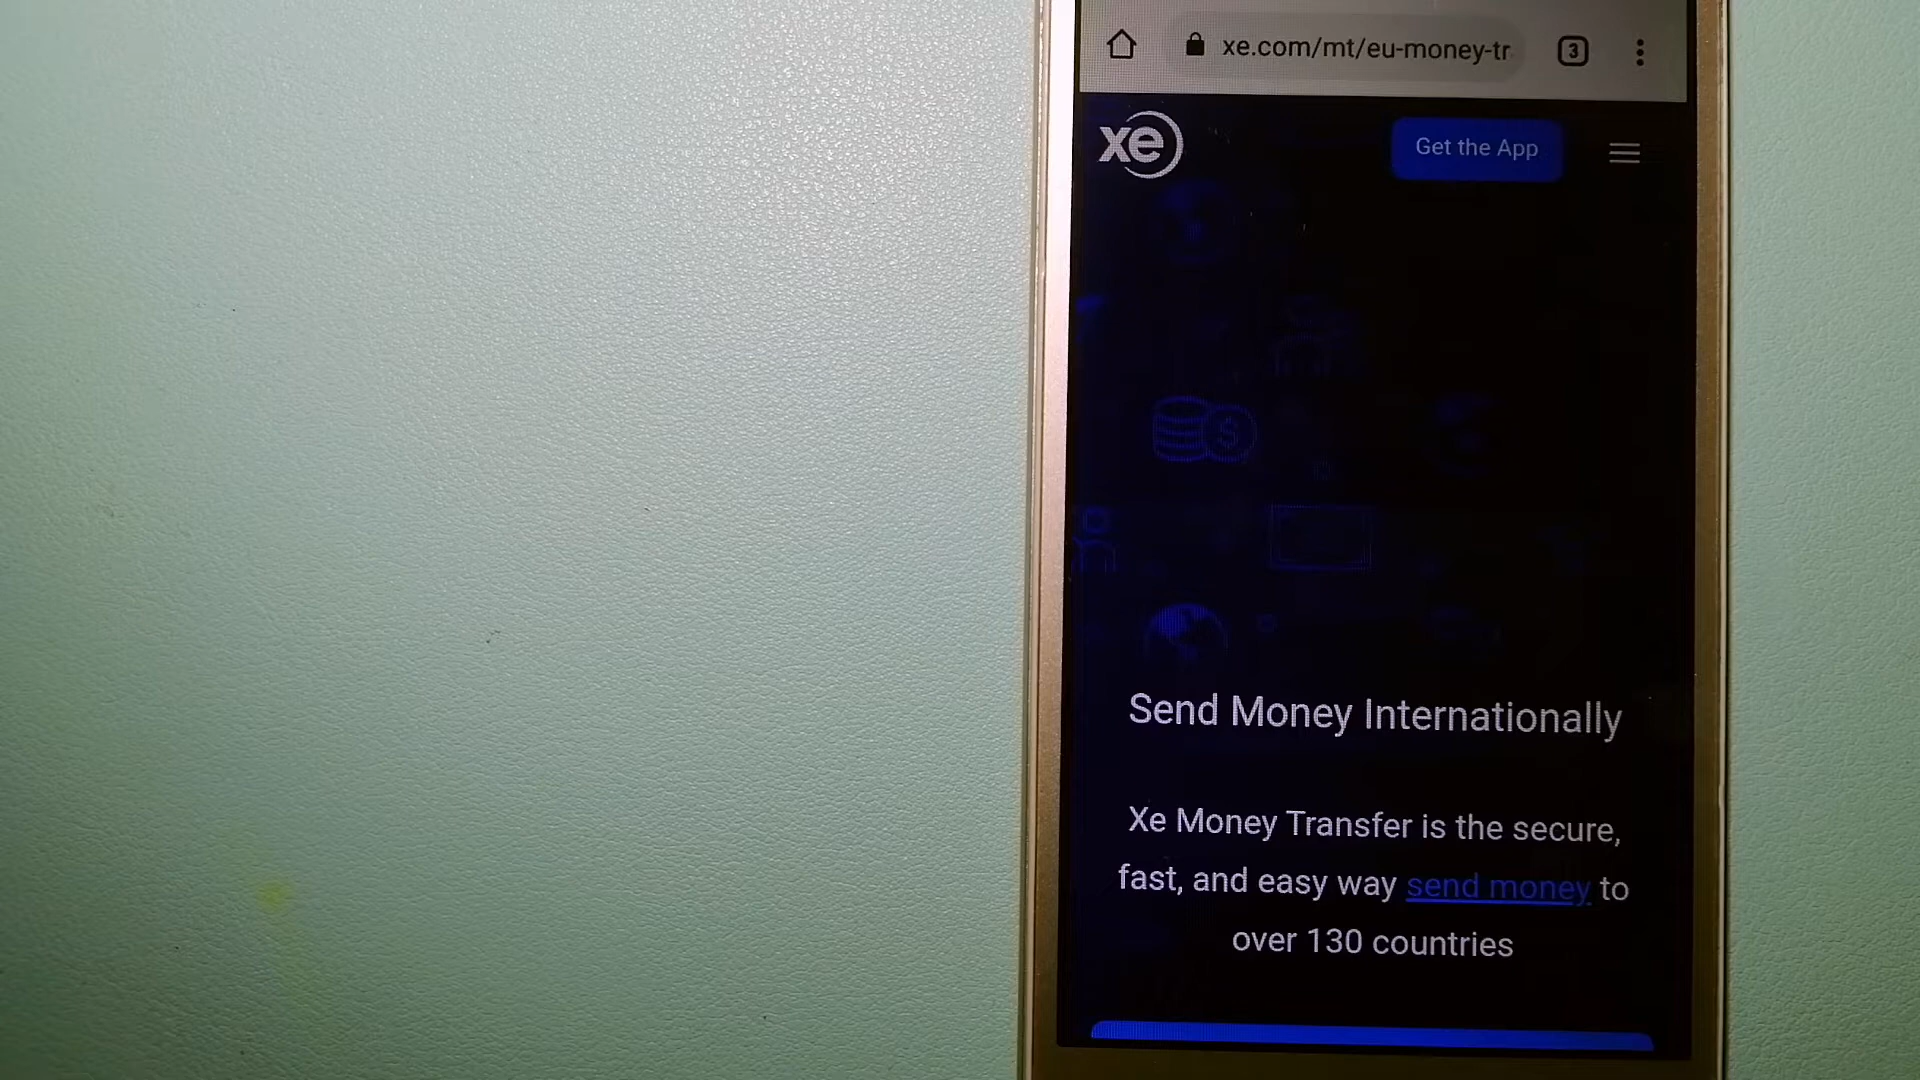 xe.com/mt/eu-money-tr
3
xe
Get the App
$
Send Money Internationally
Xe Money Transfer is the secure,
fast, and easy way send money to
over 130 countries